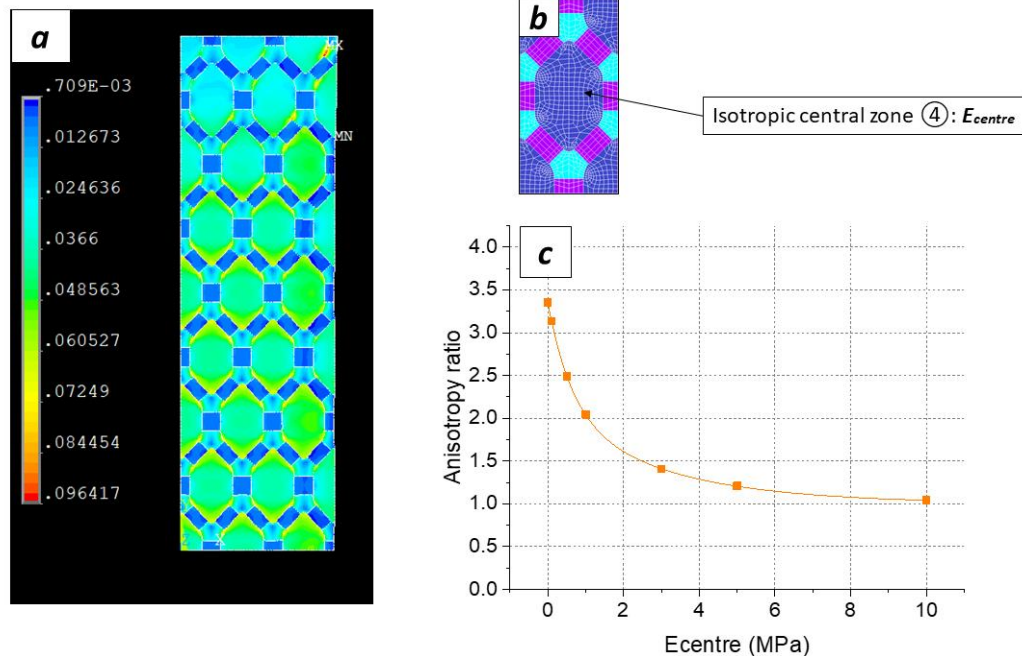 a
.709E-03
.012673
.024636
.0366
.048563
.060527
.07249
.084454
.096417
MX
MN
Z X
b
Isotropic central zone ④: Ecentre
c
Anisotropy ratio
4.0
3.5
3.0
2.5
2.0
1.5
1.0
0.5
0.0
0 2 4 6 8 10
Ecentre (MPa)